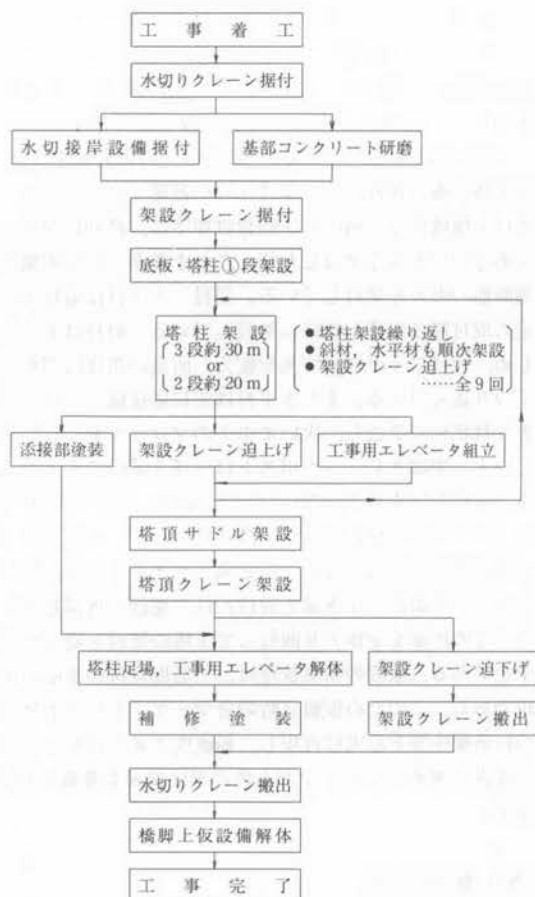 工事着工
水切りクレーン据付
水切接岸設備据付
基部コンクリート研磨
架設クレーン据付
底板・塔柱①段架設
塔柱架設
3段約30m
or
2段約20m
●塔柱架設繰り返し
●斜材,水平材も順次架設
●架設クレーン迫上げ
……全9回
添接部塗装
架設クレーン迫上げ
工事用エレベータ組立
塔頂サドル架設
塔頂クレーン架設
塔柱足場,工事用エレベータ解体
架設クレーン迫下げ
補修塗装
架設クレーン搬出
水切りクレーン搬出
橋脚上仮設備解体
工事完了